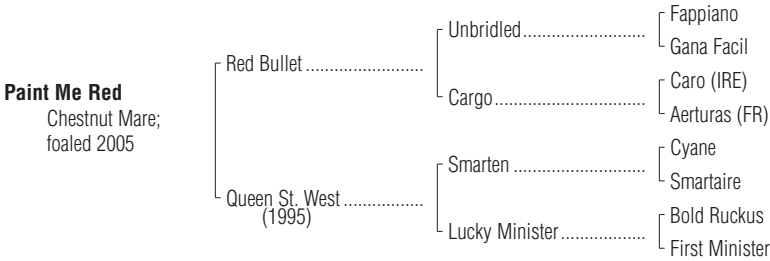 Fappiano
Unbridled........................
Gana Facil
Red Bullet .......................
Caro (IRE)
Paint Me Red
Cargo..............................
Chestnut Mare;
Aerturas (FR)
foaled 2005
Cyane
Smarten ..........................
Smartaire
Queen St. West ................
(1995)
Bold Ruckus
Lucky Minister.................
First Minister